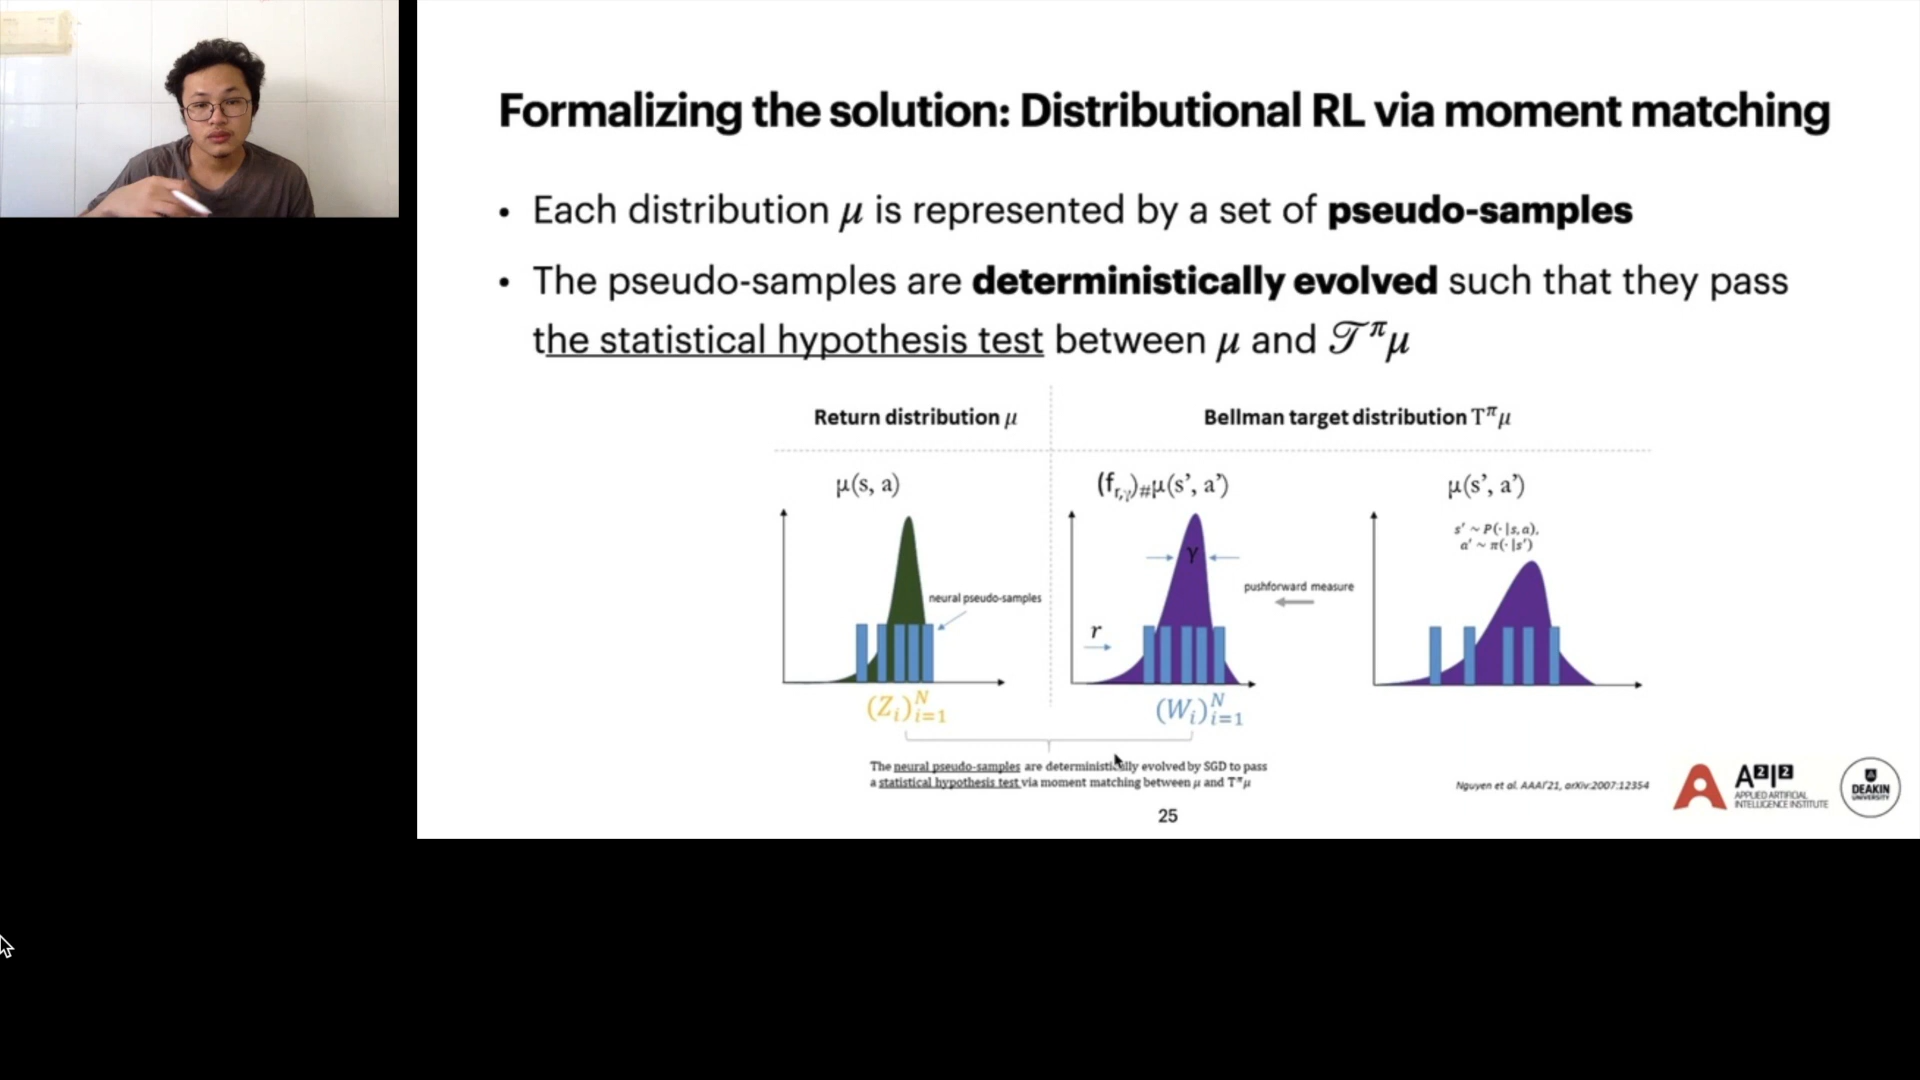 Formalizing the solution: Distributional RL via moment matching
• Each distribution μ is represented by a set of pseudo-samples
• The pseudo-samples are deterministically evolved such that they pass
the statistical hypothesis test between μ and 𝒯^π μ
Return distribution μ
Bellman target distribution T^π μ
μ(s, a)
(f_{r,γ})_#μ(s', a')
μ(s', a')
s' ~ P(·|s,a),
a' ~ π(·|s')
γ
pushforward measure
neural pseudo-samples
r
(Z_i)_{i=1}^N
(W_i)_{i=1}^N
The neural pseudo-samples are deterministically evolved by SGD to pass
a statistical hypothesis test via moment matching between μ and T^π μ
Nguyen et al. AAAI'21, arXiv:2007:12354
A2I2
APPLIED ARTIFICIAL
INTELLIGENCE INSTITUTE
DEAKIN
UNIVERSITY
25